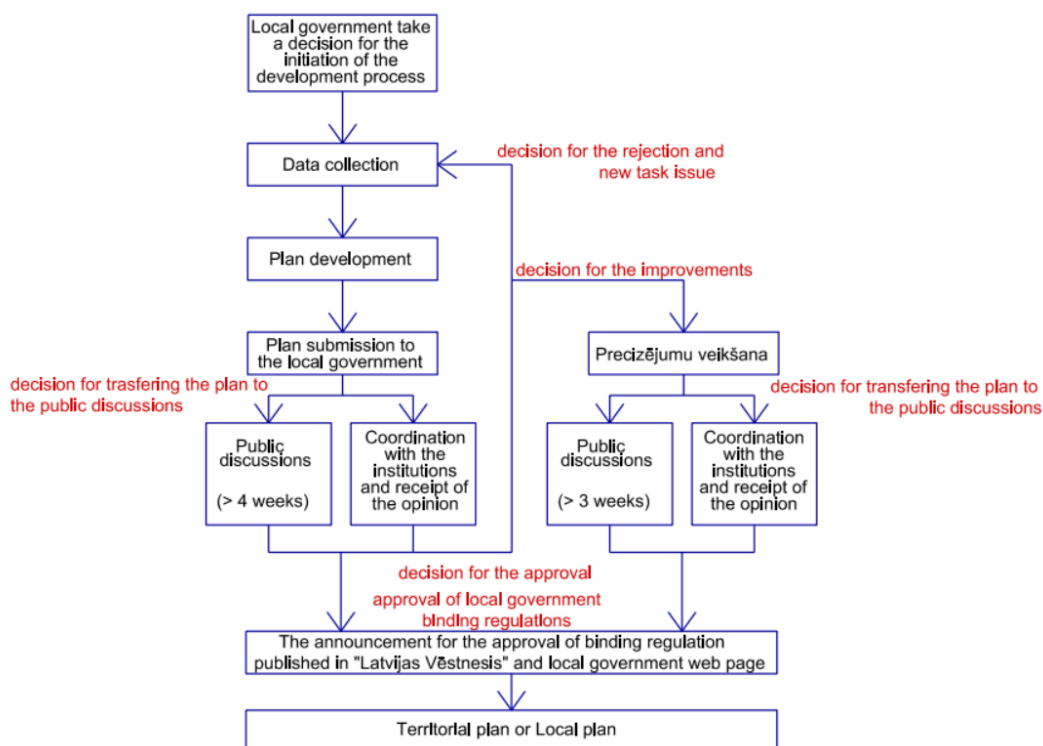 Local government take
a decision for the
initiation of the
development process
Data collection
decision for the rejection and
new task issue
Plan development
decision for the improvements
Plan submission to
the local government
Precizējumu veikšana
decision for trasfering the plan to
the public discussions
decision for transfering the plan to
the public discussions
Public
discussions
(> 4 weeks)
Coordination
with the
institutions
and receipt of
the opinion
Public
discussions
(> 3 weeks)
Coordination
with the
institutions
and receipt of
the opinion
decision for the approval
approval of local government
binding regulations
The announcement for the approval of binding regulation
published in "Latvijas Vēstnesis" and local government web page
Territorial plan or Local plan